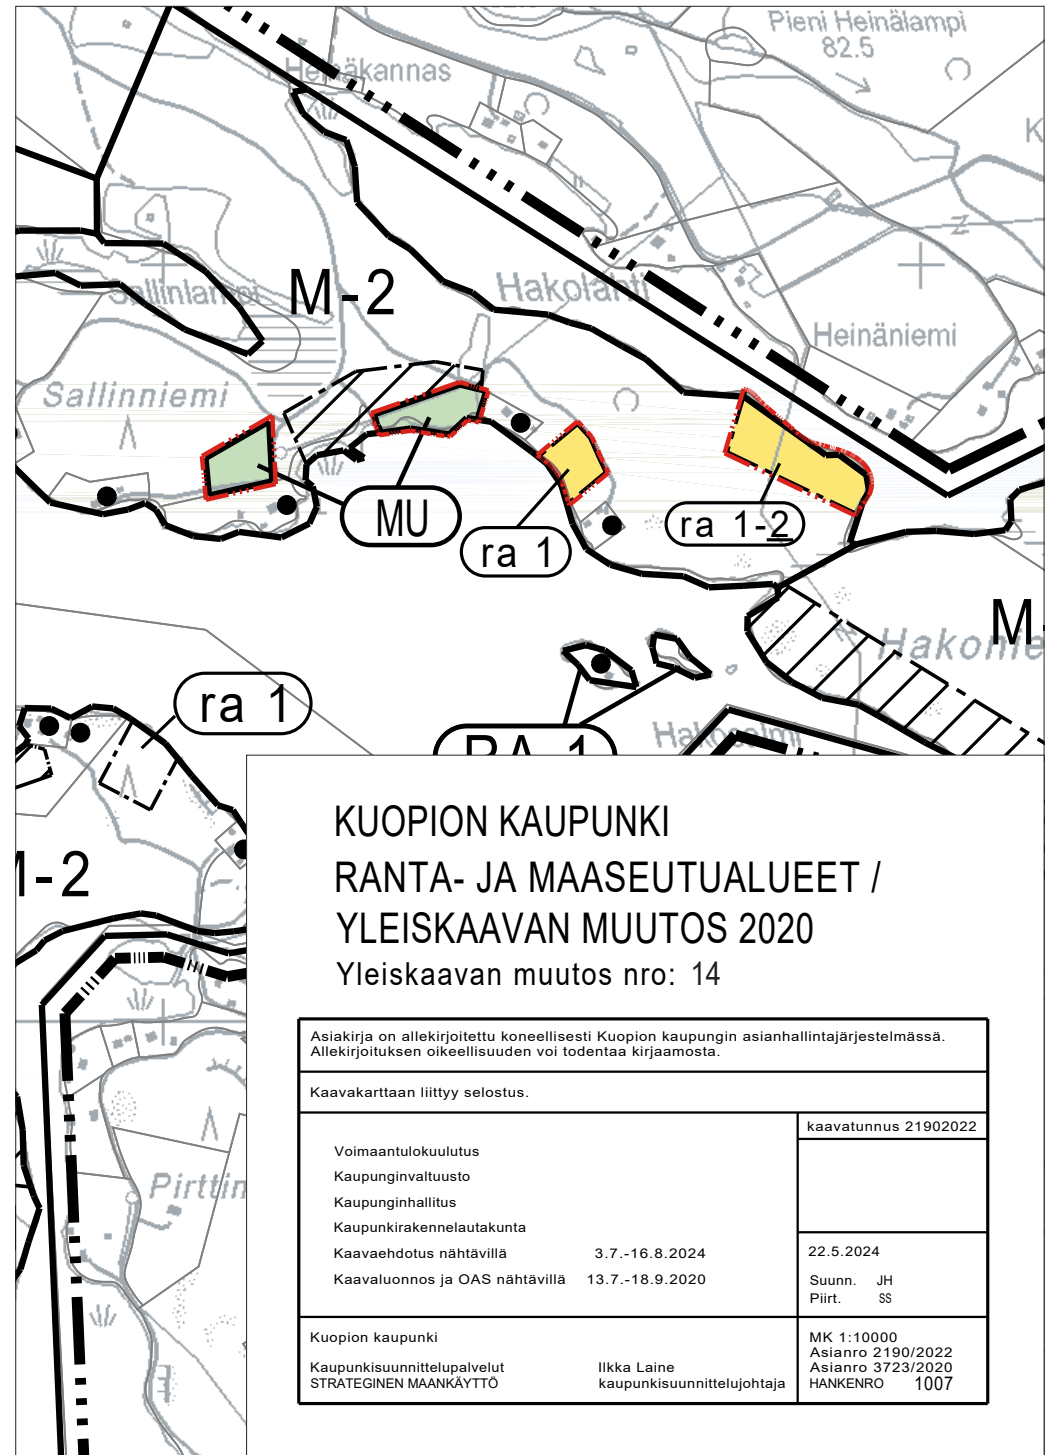 Pieni Heinälampi
82.5
Heinäkannas
K
Sallinlampi
M-2
Hakolahti
Heinäniemi
Sallinniemi
MU
ra 1
ra 1-2
M-
Hakonie
ra 1
RA 1
Hakosalmi
M-2
Pirttin
KUOPION KAUPUNKI
RANTA- JA MAASEUTUALUEET /
YLEISKAAVAN MUUTOS 2020
Yleiskaavan muutos nro: 14
Asiakirja on allekirjoitettu koneellisesti Kuopion kaupungin asianhallintajärjestelmässä.
Allekirjoituksen oikeellisuuden voi todentaa kirjaamosta.
Kaavakarttaan liittyy selostus.
kaavatunnus 21902022
Voimaantulokuulutus
Kaupunginvaltuusto
Kaupunginhallitus
Kaupunkirakennelautakunta
Kaavaehdotus nähtävillä 3.7.-16.8.2024
Kaavaluonnos ja OAS nähtävillä 13.7.-18.9.2020
22.5.2024
Suunn. JH
Piirt. SS
Kuopion kaupunki
Kaupunkisuunnittelupalvelut Ilkka Laine
STRATEGINEN MAANKÄYTTÖ kaupunkisuunnittelujohtaja
MK 1:10000
Asianro 2190/2022
Asianro 3723/2020
HANKENRO 1007